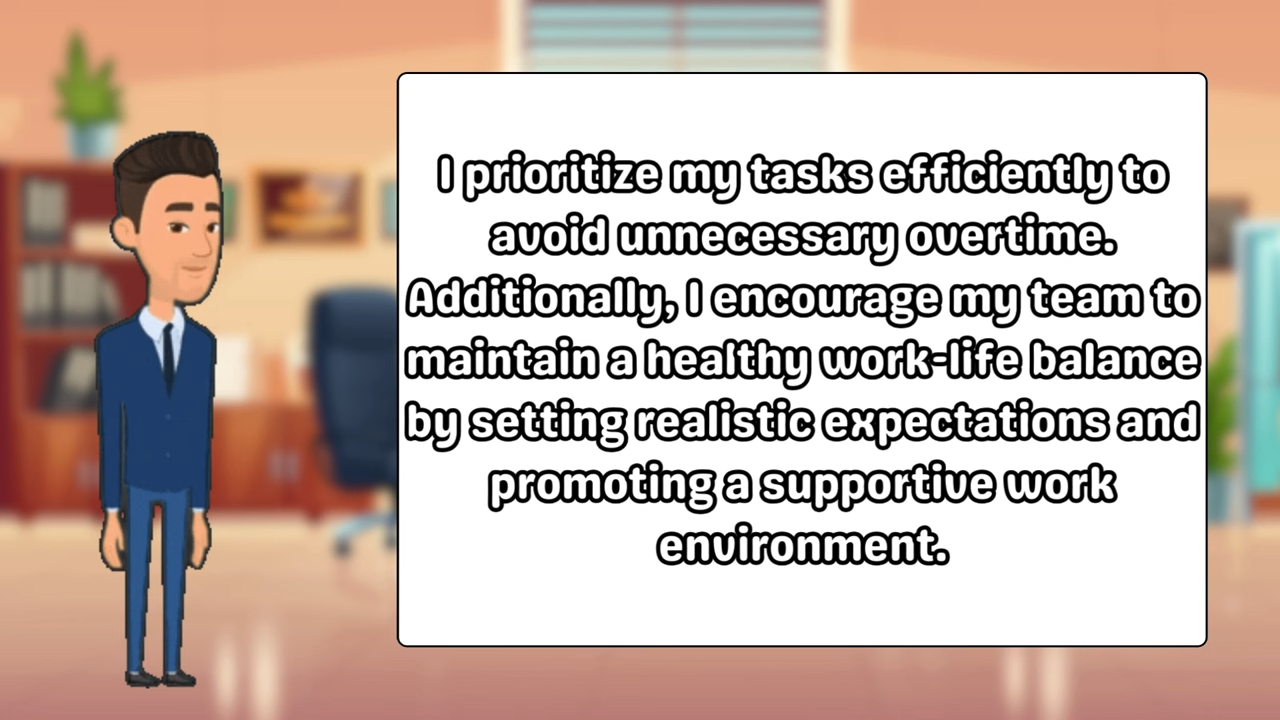 I prioritize my tasks efficiently to
avoid unnecessary overtime.
Additionally, I encourage my team to
maintain a healthy work-life balance
by setting realistic expectations and
promoting a supportive work
environment.